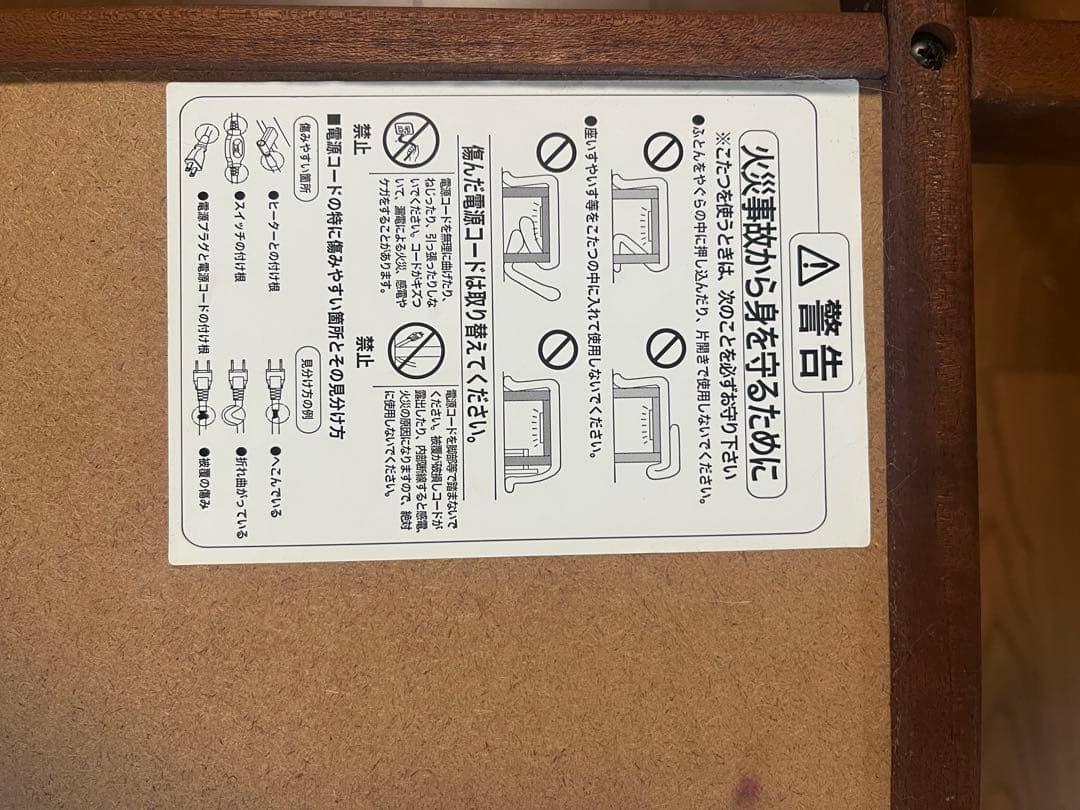 ⚠ 警告
火災事故から身を守るために
※こたつを使うときは、次のことを必ずお守り下さい
●ふとんをやぐらの中に押し込んだり、片開きで使用しないでください。
●座いすやいす等をこたつの中に入れて使用しないでください。
傷んだ電源コードは取り替えてください。
禁止
電源コードを無理に曲げたり、
ねじったり、引っ張ったりしな
いでください。コードがキズつ
いて、漏電による火災、感電や
ケガをすることがあります。
禁止
電源コードを脚部等で踏まないで
ください。被覆が破損しコードが
露出したり、内部断線すると感電、
火災の原因になりますので、絶対
に使用しないでください。
■電源コードの特に傷みやすい箇所とその見分け方
傷みやすい箇所
●ヒーターとの付け根
●スイッチの付け根
●電源プラグと電源コードの付け根
見分け方の例
●へこんでいる
●折れ曲がっている
●被覆の傷み